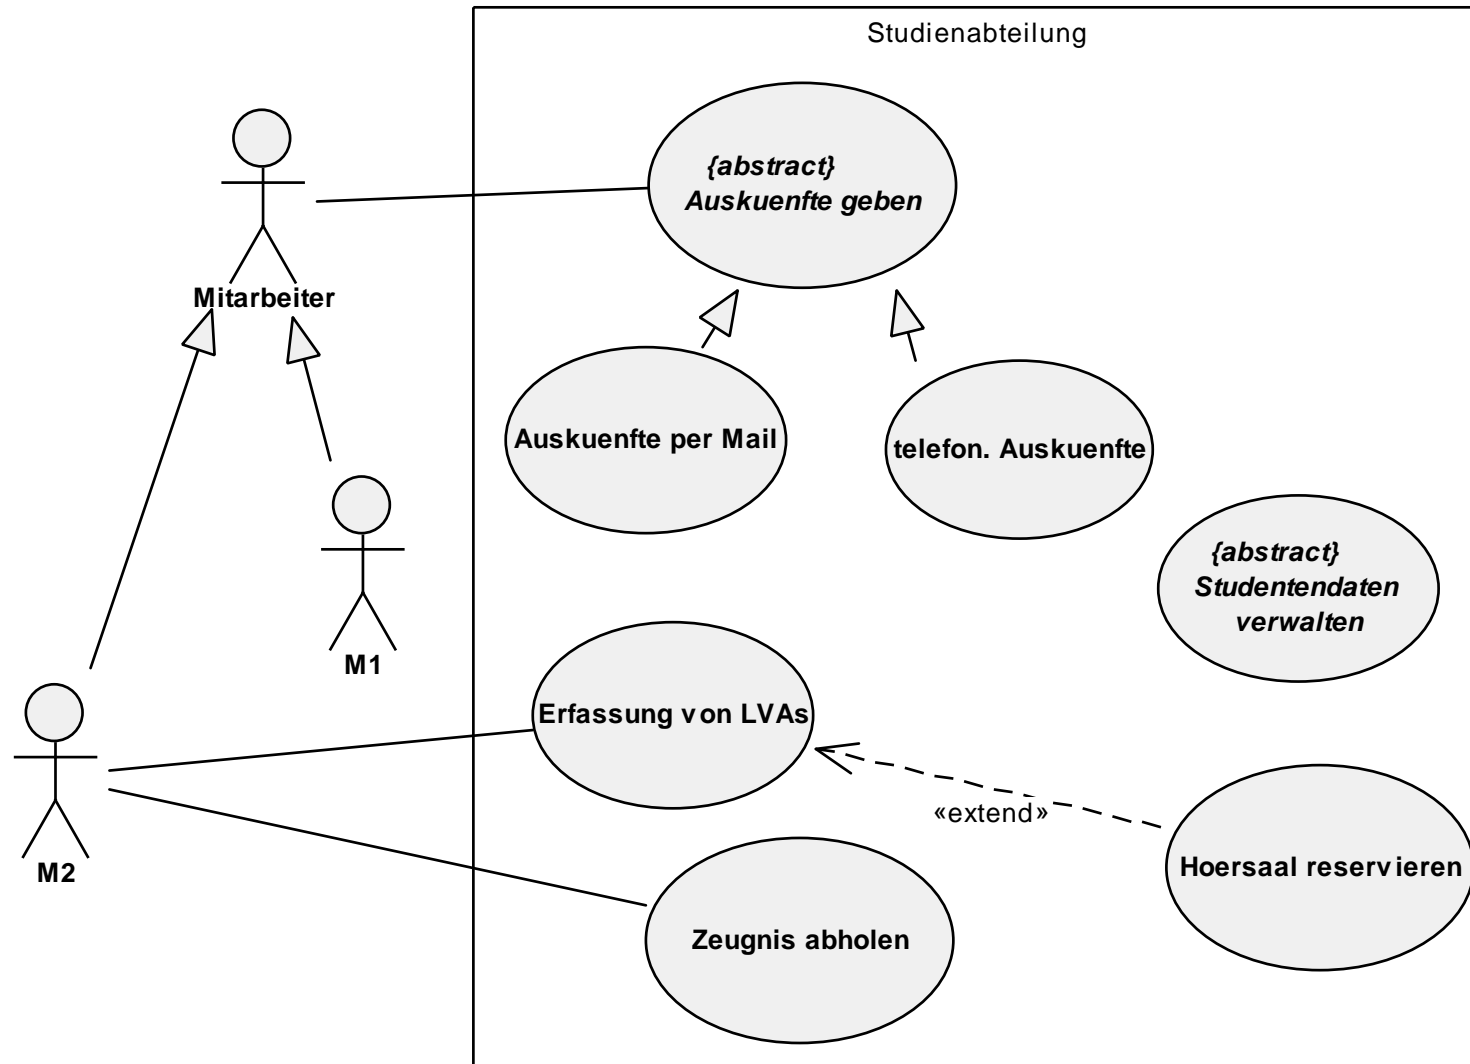 Studienabteilung
{abstract}
Auskuenfte geben
Mitarbeiter
Auskuenfte per Mail
telefon. Auskuenfte
{abstract}
Studentendaten
verwalten
M1
Erfassung von LVAs
«extend»
M2
Hoersaal reservieren
Zeugnis abholen